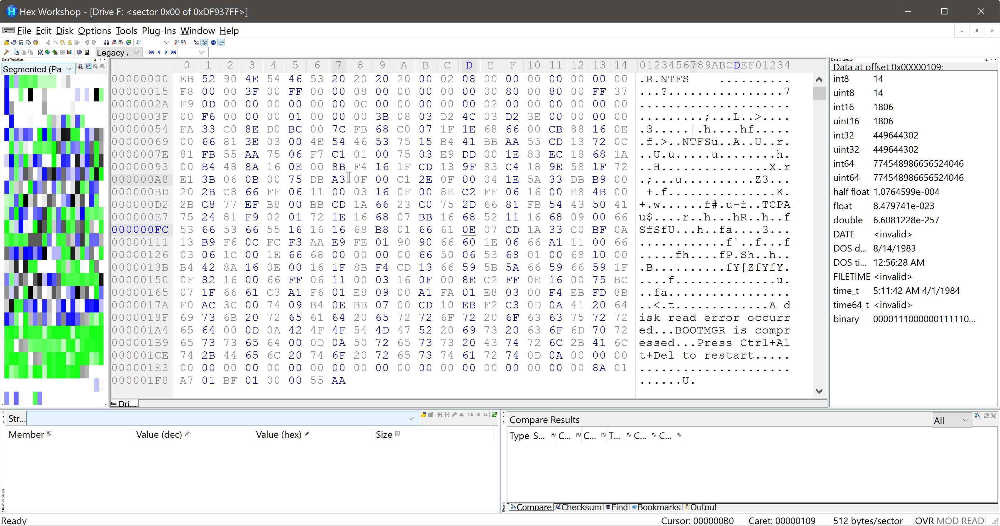 Hex Workshop - [Drive F: <sector 0x00 of 0xDF937FF>]
File Edit Disk Options Tools Plug-Ins Window Help
Legacy
Data Visualizer
Segmented (Pa
0 1 2 3 4 5 6 7 8 9 A B C D E F 10 11 12 13 14 0123456789ABCDEF01234
00000000 EB 52 90 4E 54 46 53 20 20 20 20 00 02 08 00 00 00 00 00 00 00 .R.NTFS    ..........
00000015 F8 00 00 3F 00 FF 00 00 08 00 00 00 00 00 80 00 80 00 FF 37 ...?................7
0000002A F9 0D 00 00 00 00 00 00 0C 00 00 00 00 00 02 00 00 00 00 00 00 .....................
0000003F 00 F6 00 00 00 01 00 00 00 3B 08 03 D2 4C 03 D2 3E 00 00 00 00 .........;...L..>....
00000054 FA 33 C0 8E D0 BC 00 7C FB 68 C0 07 1F 1E 68 66 00 CB 88 16 0E .3.....|.h....hf.....
00000069 00 66 81 3E 03 00 4E 54 46 53 75 15 B4 41 BB AA 55 CD 13 72 0C .f.>..NTFSu..A..U..r.
0000007E 81 FB 55 AA 75 06 F7 C1 01 00 75 03 E9 DD 00 1E 83 EC 18 68 1A ..U.u.....u........h.
00000093 00 B4 48 8A 16 0E 00 8B F4 16 1F CD 13 9F 83 C4 18 9E 58 1F 72 ..H...............X.r
000000A8 E1 3B 06 0B 00 75 DB A3 0F 00 C1 2E 0F 00 04 1E 5A 33 DB B9 00 .;...u..........Z3...
000000BD 20 2B C8 66 FF 06 11 00 03 16 0F 00 8E C2 FF 06 16 00 E8 4B 00  +.f...............K.
000000D2 2B C8 77 EF B8 00 BB CD 1A 66 23 C0 75 2D 66 81 FB 54 43 50 41 +.w......f#.u-f..TCPA
000000E7 75 24 81 F9 02 01 72 1E 16 68 07 BB 16 68 52 11 16 68 09 00 66 u$....r..h...hR..h..f
000000FC 53 66 53 66 55 16 16 16 68 B8 01 66 61 0E 07 CD 1A 33 C0 BF 0A SfSfU...h..fa....3...
00000111 13 B9 F6 0C FC F3 AA E9 FE 01 90 90 66 60 1E 06 66 A1 11 00 66 ............f`..f...f
00000126 03 06 1C 00 1E 66 68 00 00 00 00 66 50 06 53 68 01 00 68 10 00 .....fh....fP.Sh..h..
0000013B B4 42 8A 16 0E 00 16 1F 8B F4 CD 13 66 59 5B 5A 66 59 66 59 1F .B..........fY[ZfYfY.
00000150 0F 82 16 00 66 FF 06 11 00 03 16 0F 00 8E C2 FF 0E 16 00 75 BC ....f..............u.
00000165 07 1F 66 61 C3 A1 F6 01 E8 09 00 A1 FA 01 E8 03 00 F4 EB FD 8B ..fa.................
0000017A F0 AC 3C 00 74 09 B4 0E BB 07 00 CD 10 EB F2 C3 0D 0A 41 20 64 ..<.t.............A d
0000018F 69 73 6B 20 72 65 61 64 20 65 72 72 6F 72 20 6F 63 63 75 72 72 isk read error occurr
000001A4 65 64 00 0D 0A 42 4F 4F 54 4D 47 52 20 69 73 20 63 6F 6D 70 72 ed...BOOTMGR is compr
000001B9 65 73 73 65 64 00 0D 0A 50 72 65 73 73 20 43 74 72 6C 2B 41 6C essed...Press Ctrl+Al
000001CE 74 2B 44 65 6C 20 74 6F 20 72 65 73 74 61 72 74 0D 0A 00 00 00 t+Del to restart.....
000001E3 00 00 00 00 00 00 00 00 00 00 00 00 00 00 00 00 00 00 00 8A 01 .....................
000001F8 A7 01 BF 01 00 00 55 AA ......U.
Dri...
Data Inspector
Data at offset 0x00000109:
int8 14
uint8 14
int16 1806
uint16 1806
int32 449644302
uint32 449644302
int64 774548986656524046
uint64 774548986656524046
half float 1.0764599e-004
float 8.479741e-023
double 6.6081228e-257
DATE <invalid>
DOS d... 8/14/1983
DOS ti... 12:56:28 AM
FILETIME <invalid>
time_t 5:11:42 AM 4/1/1984
time64_t <invalid>
binary 0000111000000111110...
Str...
Member Value (dec) Value (hex) Size
Structure Viewer
Compare Results
All
Type S... C... C... T... C... C...
Results
Compare Checksum Find Bookmarks Output
Ready
Cursor: 000000B0 Caret: 00000109 512 bytes/sector OVR MOD READ